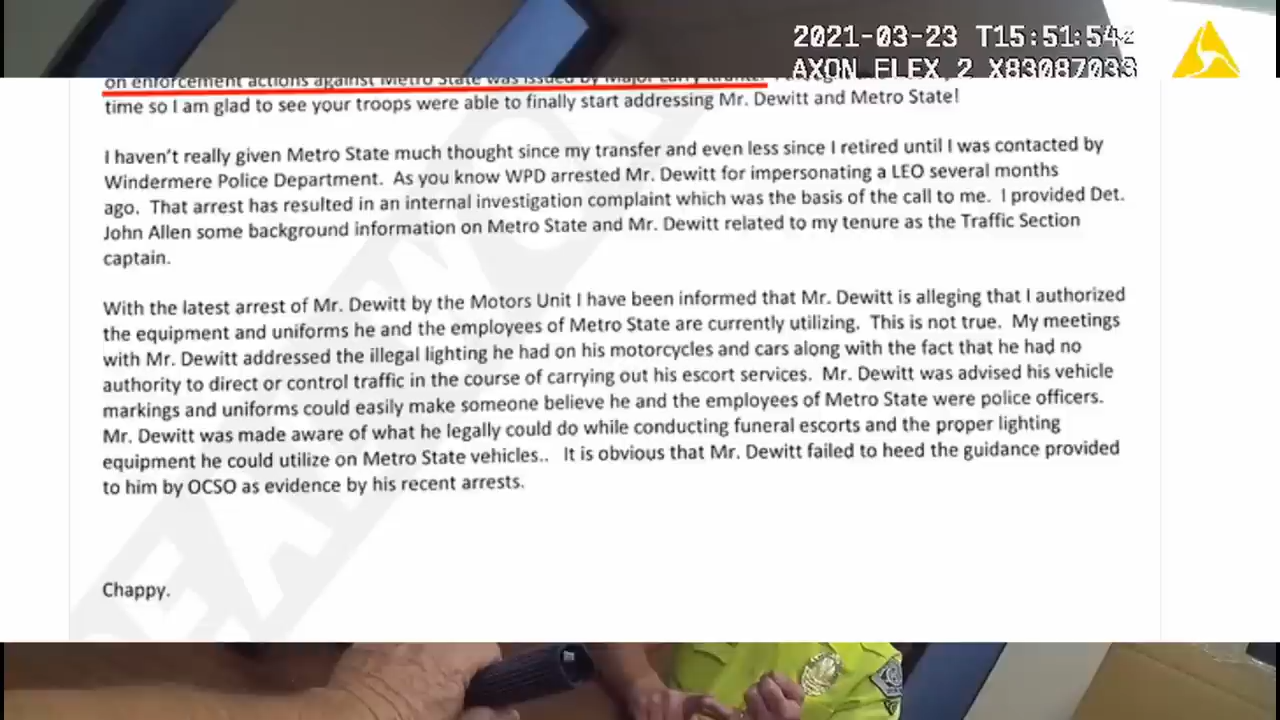 2021-03-23 T15:51:54
AXON FLEX 2 X83087033
on enforcement actions against Metro State was issued by Major Larry
time so I am glad to see your troops were able to finally start addressing Mr. Dewitt and Metro State!
I haven't really given Metro State much thought since my transfer and even less since I retired until I was contacted by
Windermere Police Department. As you know WPD arrested Mr. Dewitt for impersonating a LEO several months
ago. That arrest has resulted in an internal investigation complaint which was the basis of the call to me. I provided Det.
John Allen some background information on Metro State and Mr. Dewitt related to my tenure as the Traffic Section
captain.
With the latest arrest of Mr. Dewitt by the Motors Unit I have been informed that Mr. Dewitt is alleging that I authorized
the equipment and uniforms he and the employees of Metro State are currently utilizing. This is not true. My meetings
with Mr. Dewitt addressed the illegal lighting he had on his motorcycles and cars along with the fact that he had no
authority to direct or control traffic in the course of carrying out his escort services. Mr. Dewitt was advised his vehicle
markings and uniforms could easily make someone believe he and the employees of Metro State were police officers.
Mr. Dewitt was made aware of what he legally could do while conducting funeral escorts and the proper lighting
equipment he could utilize on Metro State vehicles.. It is obvious that Mr. Dewitt failed to heed the guidance provided
to him by OCSO as evidence by his recent arrests.
Chappy.